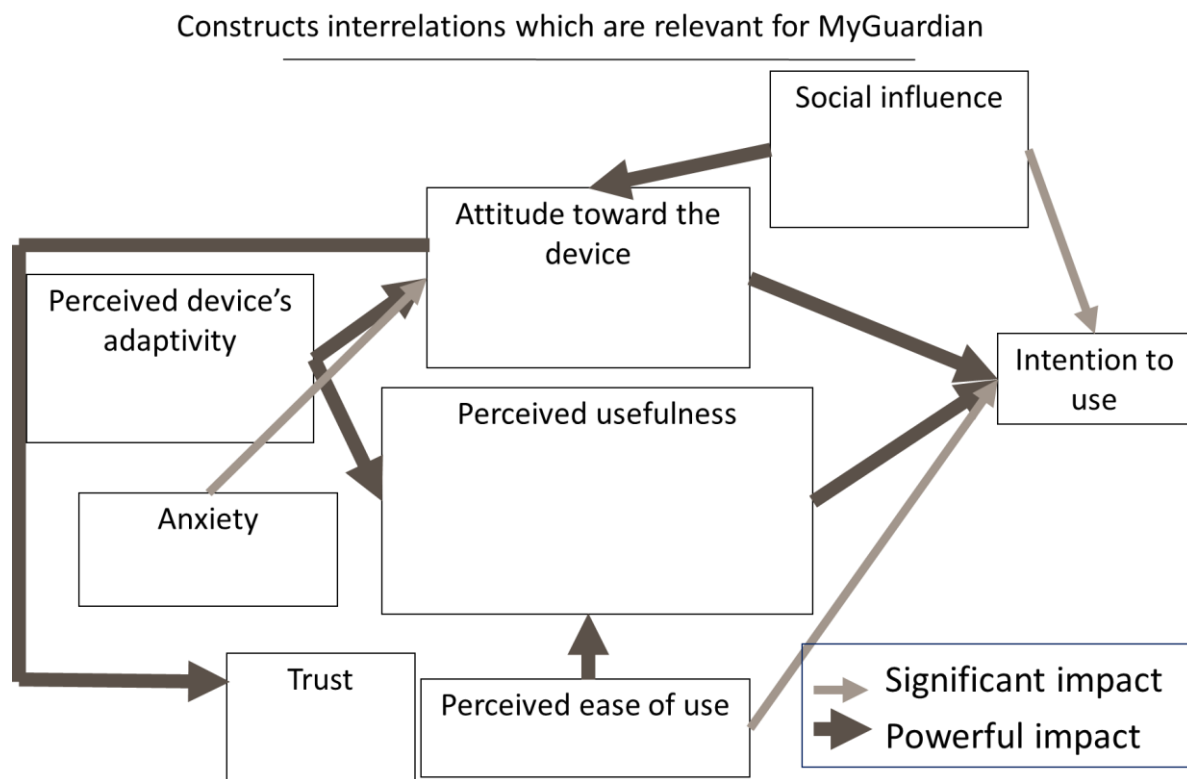 Constructs interrelations which are relevant for MyGuardian
Social influence
Attitude toward the
device
Perceived device’s
adaptivity
Intention to
use
Perceived usefulness
Anxiety
Trust
Perceived ease of use
Significant impact
Powerful impact